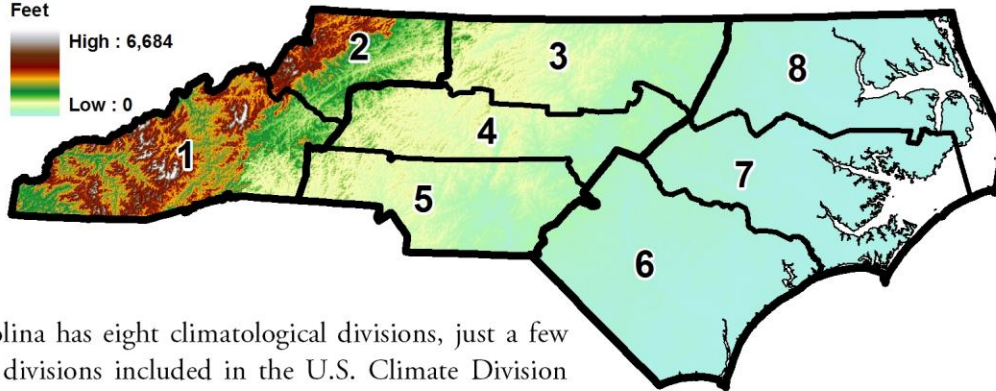 Feet
High : 6,684
Low : 0
1
2
3
4
5
6
7
8
olina has eight climatological divisions, just a few
divisions included in the U.S. Climate Division